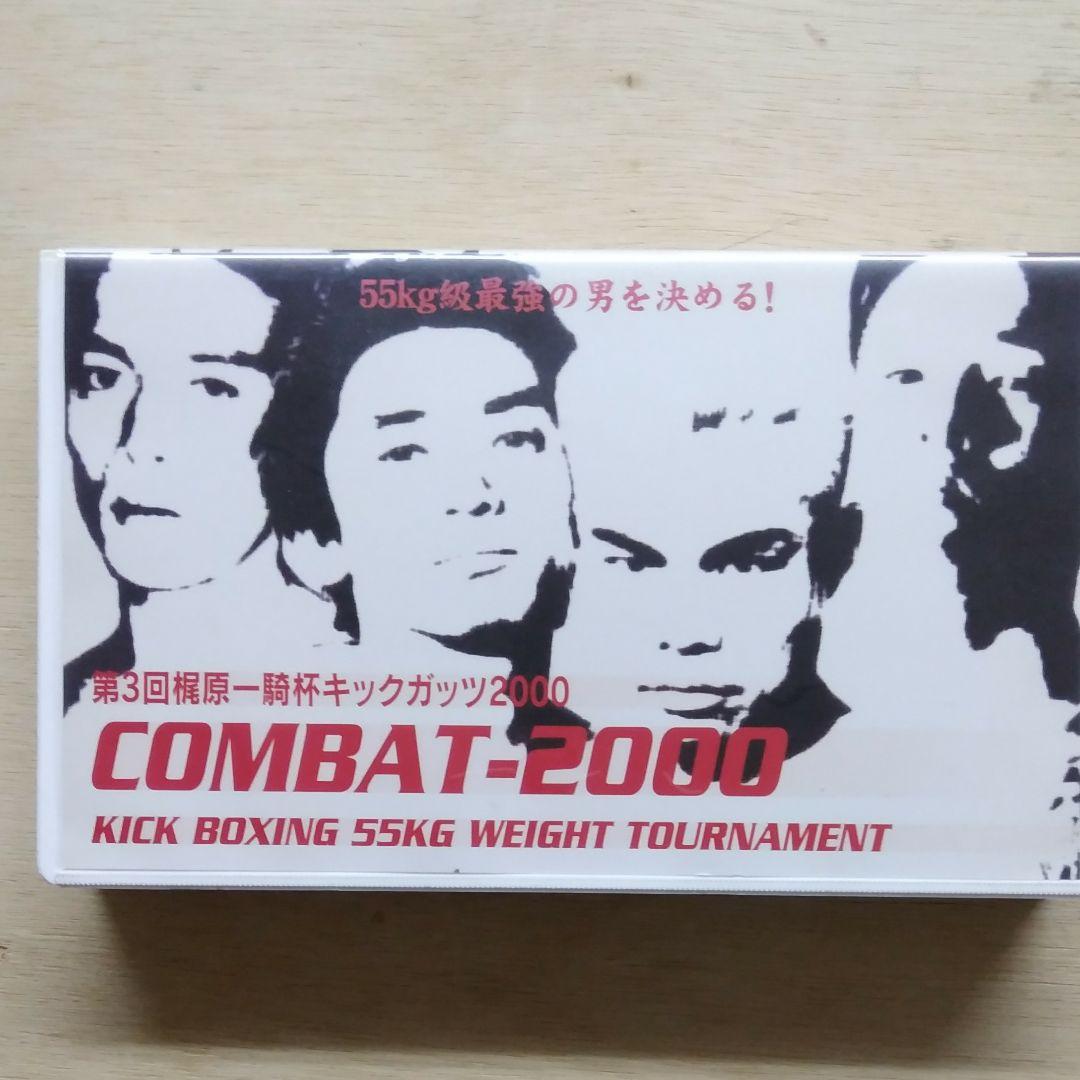 55kg級最強の男を決める!
第3回梶原一騎杯キックガッツ2000
COMBAT-2000
KICK BOXING 55KG WEIGHT TOURNAMENT